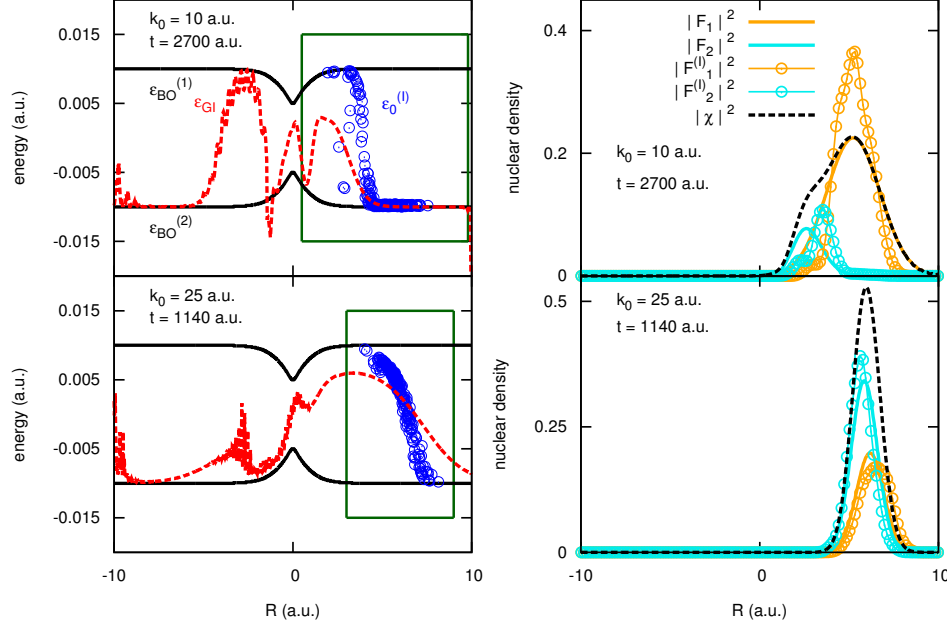 k₀ = 10 a.u.
t = 2700 a.u.
ε_BO^(1)
ε_GI
ε₀^(I)
ε_BO^(2)
0.015
0.005
-0.005
-0.015
energy (a.u.)
k₀ = 25 a.u.
t = 1140 a.u.
0.015
0.005
-0.005
-0.015
energy (a.u.)
-10
0
10
R (a.u.)
| F₁ | ²
| F₂ | ²
| F^(I)₁ | ²
| F^(I)₂ | ²
| χ | ²
k₀ = 10 a.u.
t = 2700 a.u.
0.4
0.2
0
nuclear density
k₀ = 25 a.u.
t = 1140 a.u.
0.5
0.25
0
nuclear density
-10
0
10
R (a.u.)